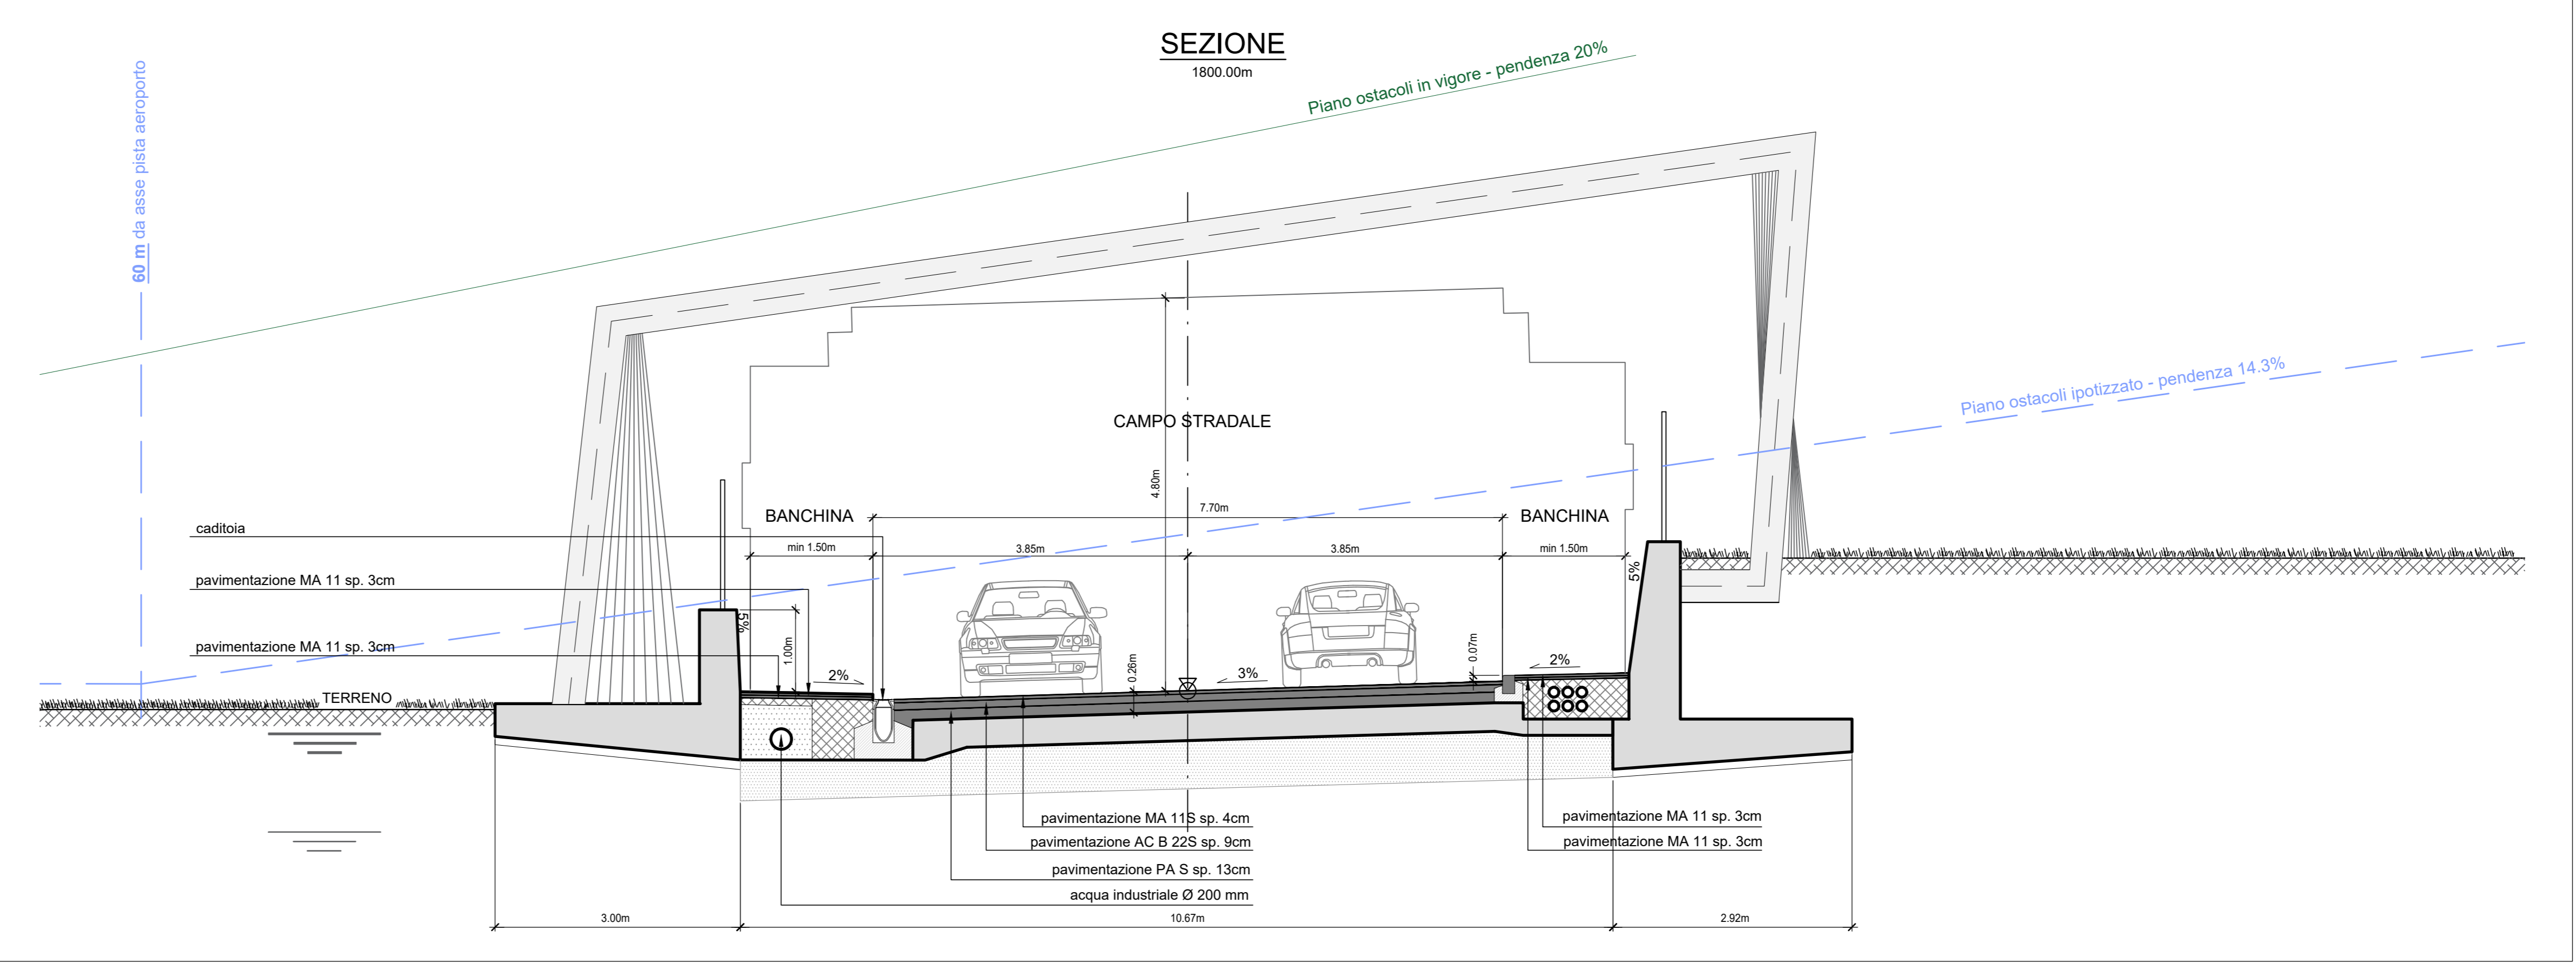 SEZIONE
1800.00m
Piano ostacoli in vigore - pendenza 20%
60 m da asse pista aeroporto
Piano ostacoli ipotizzato - pendenza 14.3%
CAMPO STRADALE
4.80m
7.70m
BANCHINA
BANCHINA
min 1.50m
3.85m
3.85m
min 1.50m
caditoia
pavimentazione MA 11 sp. 3cm
pavimentazione MA 11 sp. 3cm
5%
5%
1.00m
0.26m
0.07m
2%
3%
2%
TERRENO
pavimentazione MA 11S sp. 4cm
pavimentazione AC B 22S sp. 9cm
pavimentazione PA S sp. 13cm
acqua industriale Ø 200 mm
pavimentazione MA 11 sp. 3cm
pavimentazione MA 11 sp. 3cm
3.00m
10.67m
2.92m